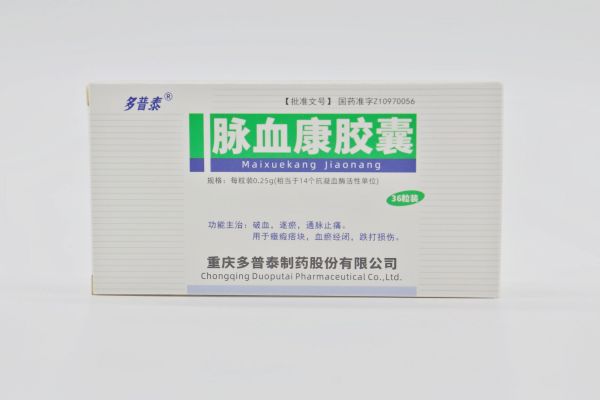 多普泰®
【批准文号】 国药准字Z10970056
脉血康胶囊
Maixuekang Jiaonang
规格：每粒装0.25g(相当于14个抗凝血酶活性单位)
36粒装
功能主治：破血，逐瘀，通脉止痛。
用于癥瘕痞块，血瘀经闭，跌打损伤。
重庆多普泰制药股份有限公司
Chongqing Duoputai Pharmaceutical Co.,Ltd.